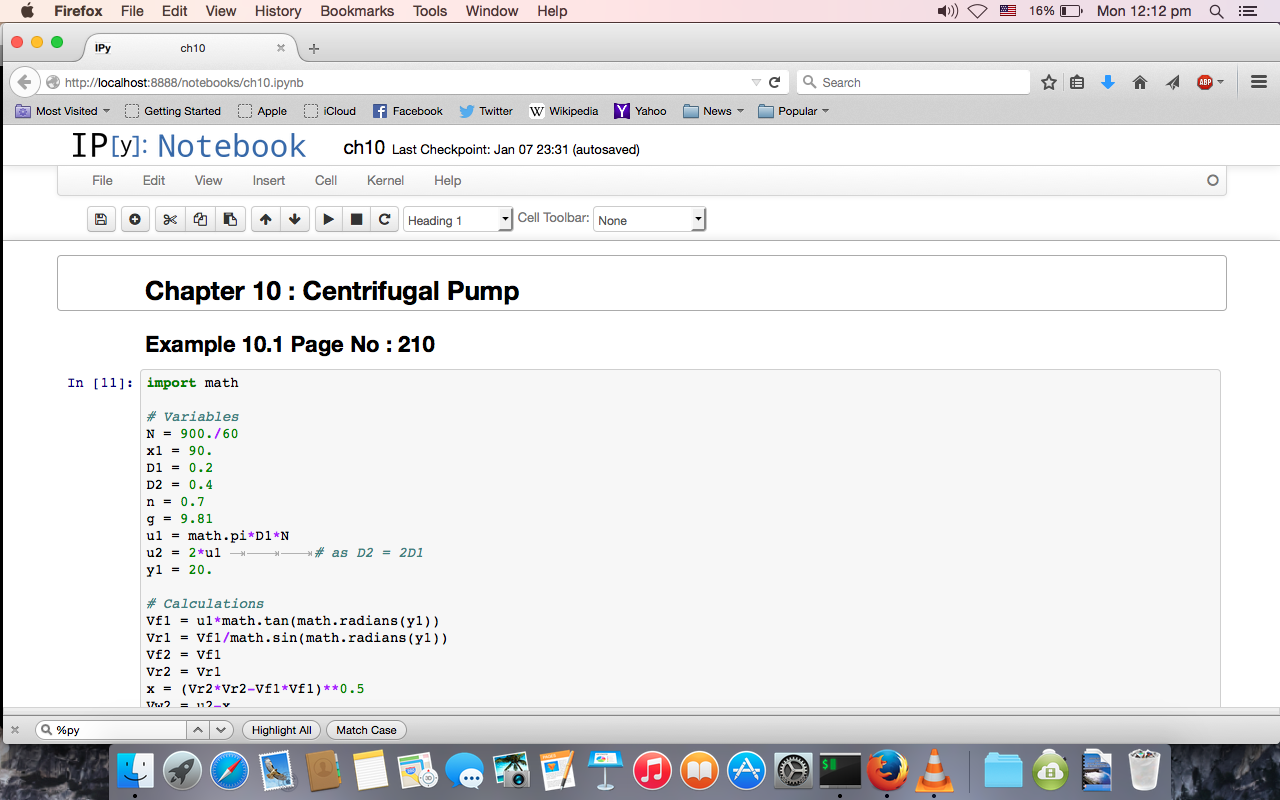 Firefox File Edit View History Bookmarks Tools Window Help 16% Mon 12:12 pm
IPy ch10
http://localhost:8888/notebooks/ch10.ipynb Search ABP
Most Visited Getting Started Apple iCloud Facebook Twitter W Wikipedia Yahoo News Popular
IP[y]: Notebook ch10 Last Checkpoint: Jan 07 23:31 (autosaved)
File Edit View Insert Cell Kernel Help
Heading 1 Cell Toolbar: None
Chapter 10 : Centrifugal Pump
Example 10.1 Page No : 210
In [11]: import math
# Variables
N = 900./60
x1 = 90.
D1 = 0.2
D2 = 0.4
n = 0.7
g = 9.81
u1 = math.pi*D1*N
u2 = 2*u1 # as D2 = 2D1
y1 = 20.
# Calculations
Vf1 = u1*math.tan(math.radians(y1))
Vr1 = Vf1/math.sin(math.radians(y1))
Vf2 = Vf1
Vr2 = Vr1
x = (Vr2*Vr2-Vf1*Vf1)**0.5
Vw2 = u2-x
%py Highlight All Match Case